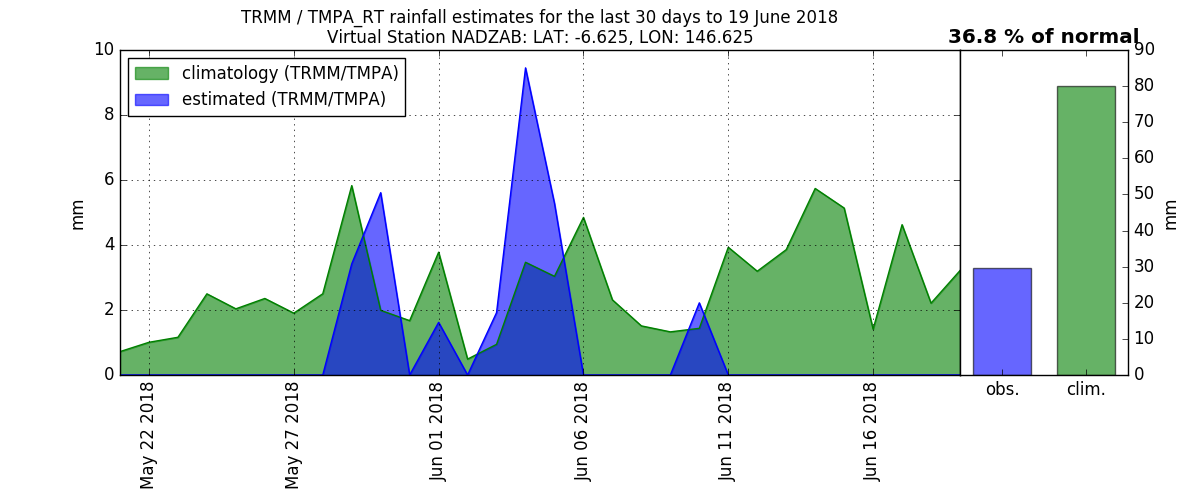 TRMM / TMPA_RT rainfall estimates for the last 30 days to 19 June 2018
Virtual Station NADZAB: LAT: -6.625, LON: 146.625
36.8 % of normal
climatology (TRMM/TMPA)
estimated (TRMM/TMPA)
10
8
6
4
2
0
mm
May 22 2018
May 27 2018
Jun 01 2018
Jun 06 2018
Jun 11 2018
Jun 16 2018
90
80
70
60
50
40
30
20
10
0
mm
obs.
clim.